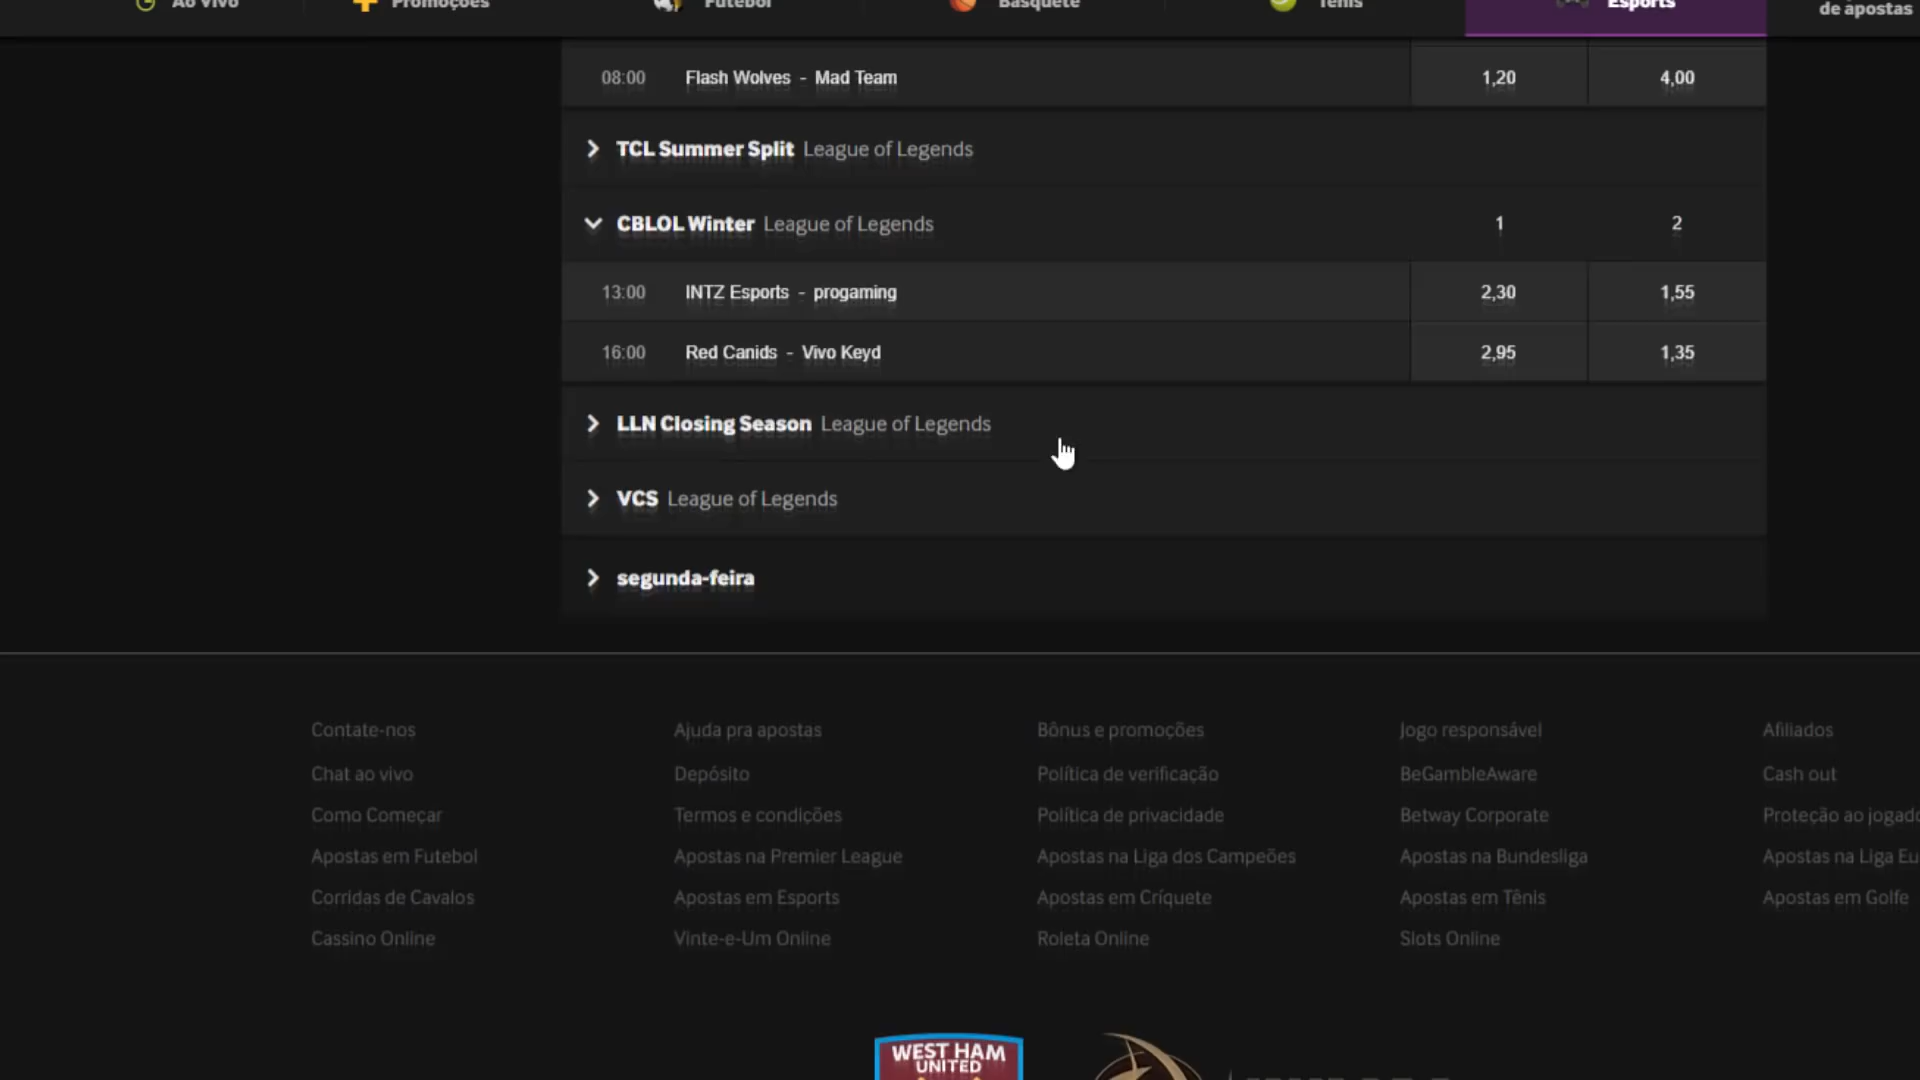 Ao Vivo Promoções Futebol Basquete Tênis Esports
de apostas
08:00 Flash Wolves - Mad Team 1,20 4,00
TCL Summer Split League of Legends
CBLOL Winter League of Legends 1 2
13:00 INTZ Esports - progaming 2,30 1,55
16:00 Red Canids - Vivo Keyd 2,95 1,35
LLN Closing Season League of Legends
VCS League of Legends
segunda-feira
Contate-nos Ajuda pra apostas Bônus e promoções Jogo responsável Afiliados
Chat ao vivo Depósito Política de verificação BeGambleAware Cash out
Como Começar Termos e condições Política de privacidade Betway Corporate Proteção ao jogado
Apostas em Futebol Apostas na Premier League Apostas na Liga dos Campeões Apostas na Bundesliga Apostas na Liga Eu
Corridas de Cavalos Apostas em Esports Apostas em Críquete Apostas em Tênis Apostas em Golfe
Cassino Online Vinte-e-Um Online Roleta Online Slots Online
WEST HAM
UNITED